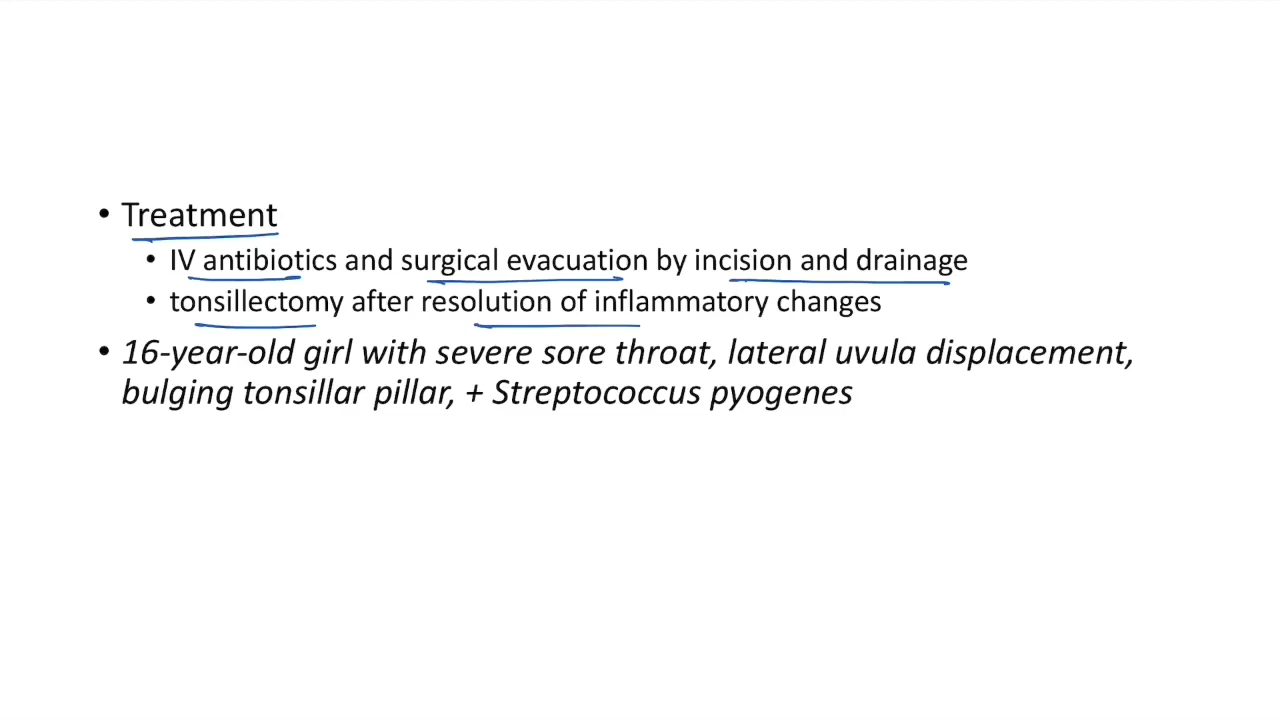 • Treatment
• IV antibiotics and surgical evacuation by incision and drainage
• tonsillectomy after resolution of inflammatory changes
• 16-year-old girl with severe sore throat, lateral uvula displacement,
bulging tonsillar pillar, + Streptococcus pyogenes